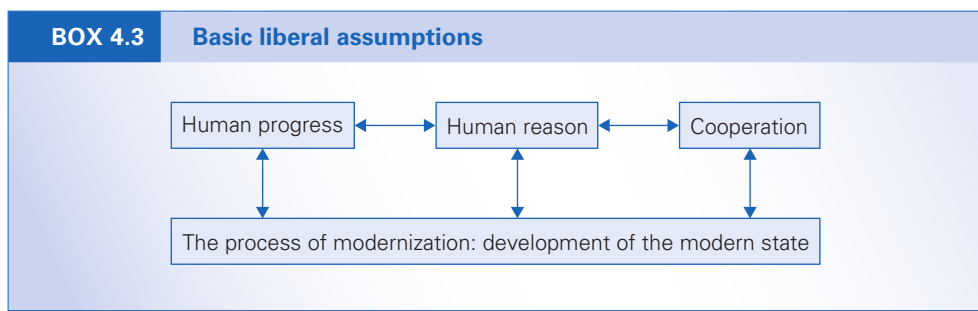 BOX 4.3 Basic liberal assumptions
Human progress Human reason Cooperation
The process of modernization: development of the modern state